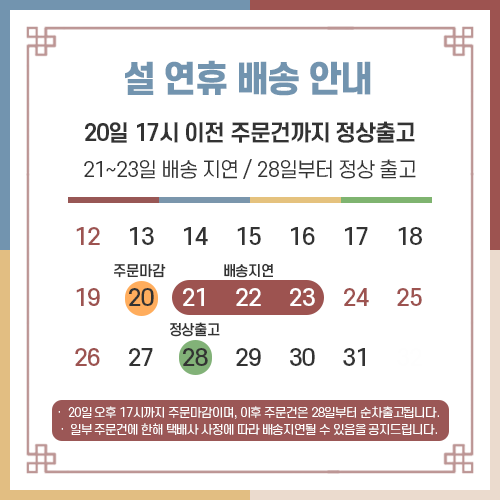 설 연휴 배송 안내
20일 17시 이전 주문건까지 정상출고
21~23일 배송 지연 / 28일부터 정상 출고
12 13 14 15 16 17 18
주문마감 배송지연
19 20 21 22 23 24 25
정상출고
26 27 28 29 30 31
· 20일 오후 17시까지 주문마감이며, 이후 주문건은 28일부터 순차출고됩니다.
· 일부 주문건에 한해 택배사 사정에 따라 배송지연될 수 있음을 공지드립니다.